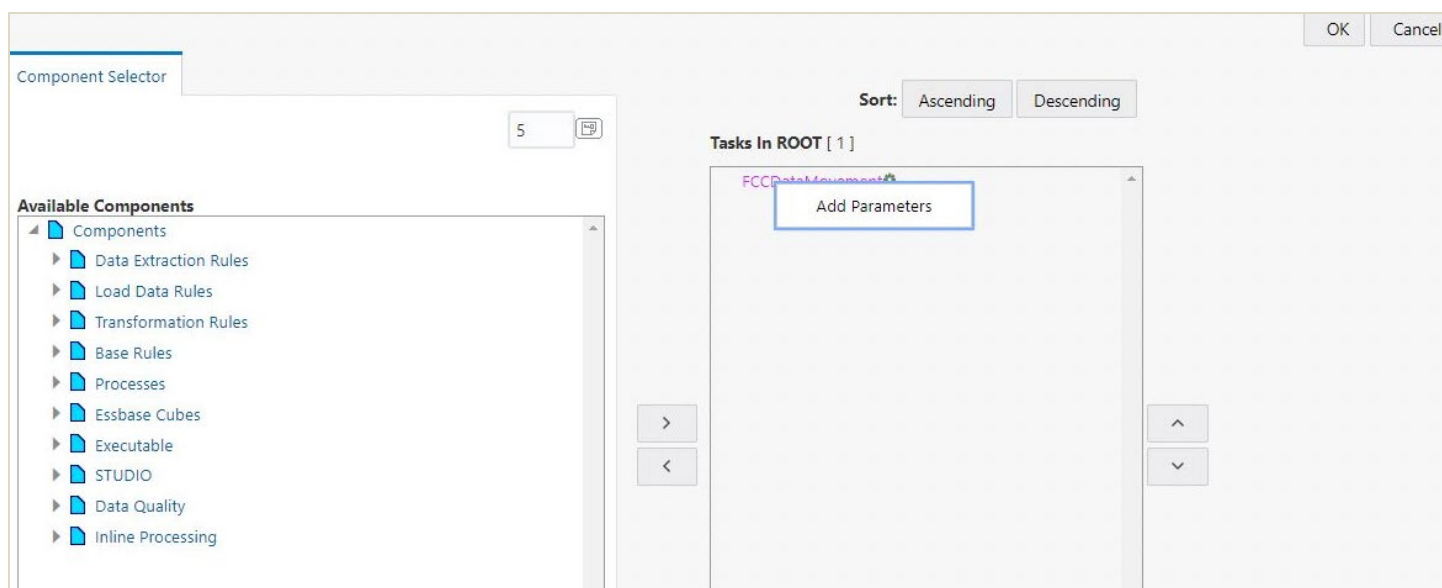 OK Cancel
Component Selector
Sort: Ascending Descending
5
Tasks In ROOT [ 1 ]
FCCDataMovement
Available Components
Add Parameters
Components
Data Extraction Rules
Load Data Rules
Transformation Rules
Base Rules
Processes
Essbase Cubes
Executable
STUDIO
Data Quality
Inline Processing